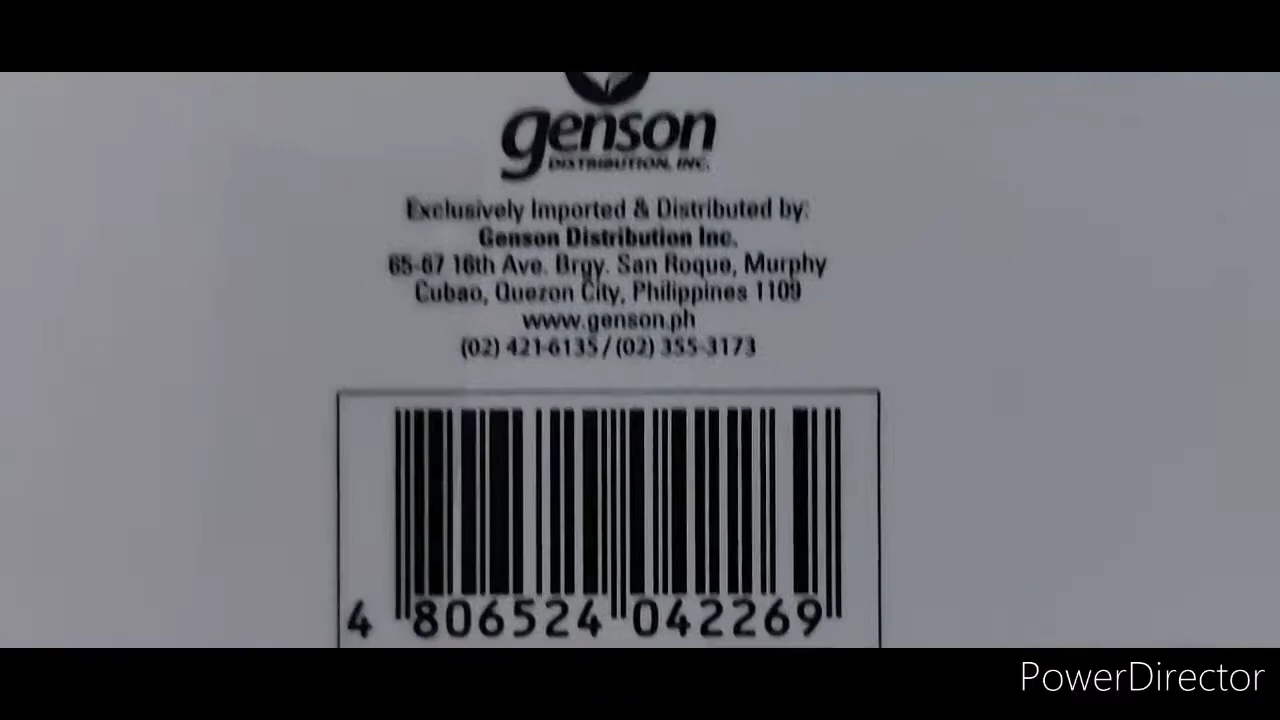 genson
DISTRIBUTION, INC.
Exclusively Imported & Distributed by:
Genson Distribution Inc.
65-67 16th Ave. Brgy. San Roque, Murphy
Cubao, Quezon City, Philippines 1109
www.genson.ph
(02) 421-6135 / (02) 355-3173
4 806524 042269
PowerDirector